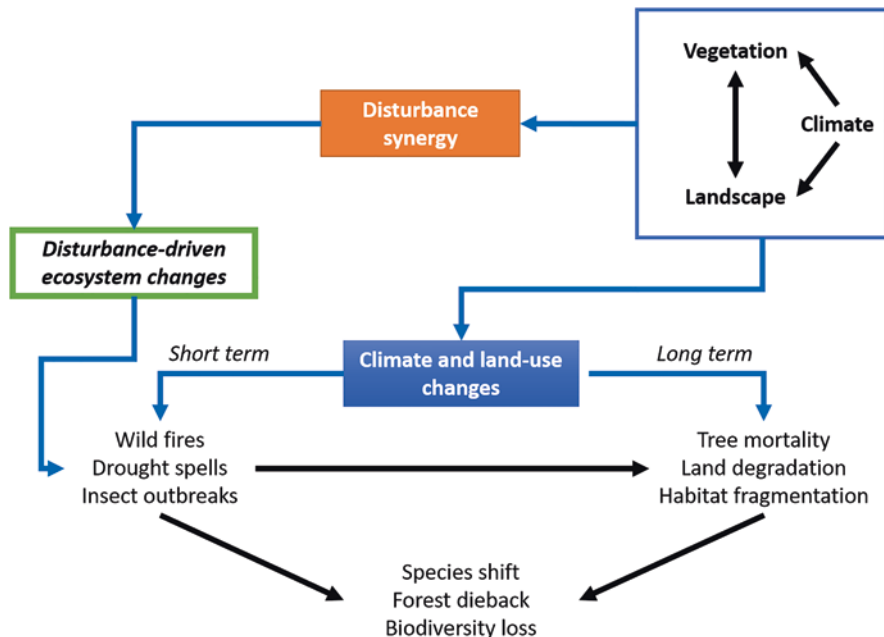 Vegetation
Disturbance
synergy
Climate
Landscape
Disturbance-driven
ecosystem changes
Short term
Climate and land-use
changes
Long term
Wild fires
Drought spells
Insect outbreaks
Tree mortality
Land degradation
Habitat fragmentation
Species shift
Forest dieback
Biodiversity loss